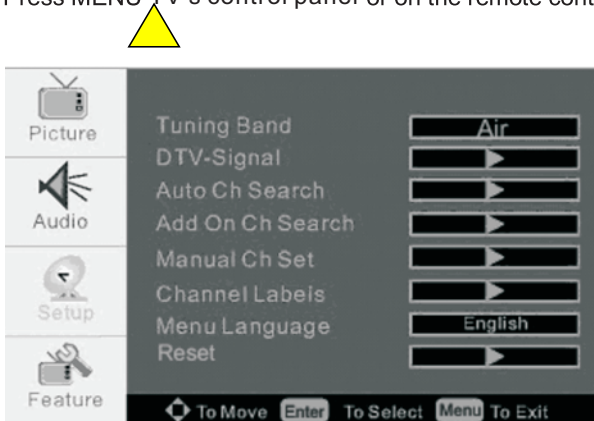 Press MENU TV's control panel or on the remote cont
Picture
Audio
Setup
Feature
Tuning Band Air
DTV-Signal
Auto Ch Search
Add On Ch Search
Manual Ch Set
Channel Labels
Menu Language English
Reset
To Move Enter To Select Menu To Exit